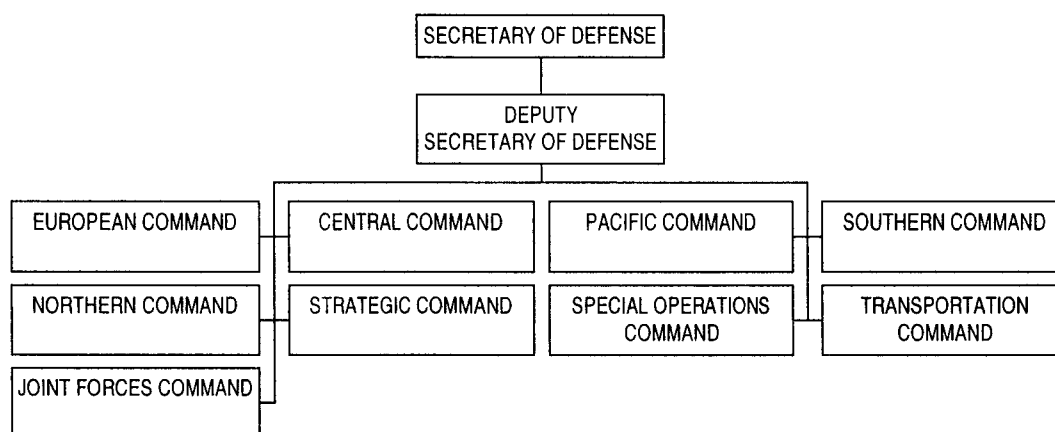 SECRETARY OF DEFENSE
DEPUTY
SECRETARY OF DEFENSE
EUROPEAN COMMAND
CENTRAL COMMAND
PACIFIC COMMAND
SOUTHERN COMMAND
NORTHERN COMMAND
STRATEGIC COMMAND
SPECIAL OPERATIONS
COMMAND
TRANSPORTATION
COMMAND
JOINT FORCES COMMAND